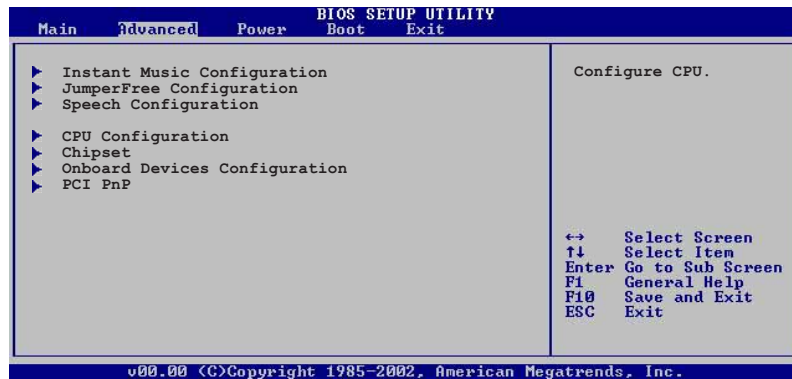 BIOS SETUP UTILITY
Main Advanced Power Boot Exit
Instant Music Configuration
JumperFree Configuration
Speech Configuration
CPU Configuration
Chipset
Onboard Devices Configuration
PCI PnP
Configure CPU.
↔ Select Screen
↑↓ Select Item
Enter Go to Sub Screen
F1 General Help
F10 Save and Exit
ESC Exit
v00.00 (C)Copyright 1985-2002, American Megatrends, Inc.